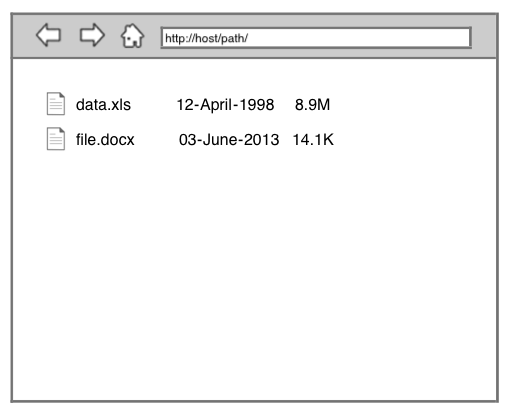 http://host/path/
data.xls 12-April-1998 8.9M
file.docx 03-June-2013 14.1K